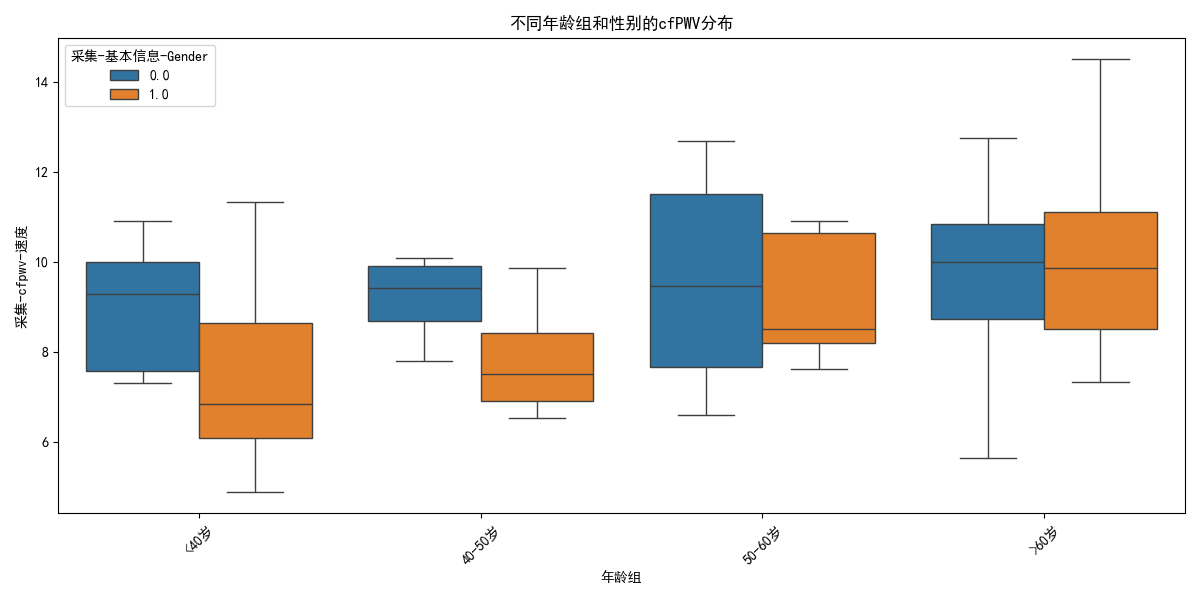 不同年龄组和性别的cfPWV分布
采集-基本信息-Gender
0.0
1.0
采集-cfpwv-速度
14
12
10
8
6
<40岁
40-50岁
50-60岁
>60岁
年龄组